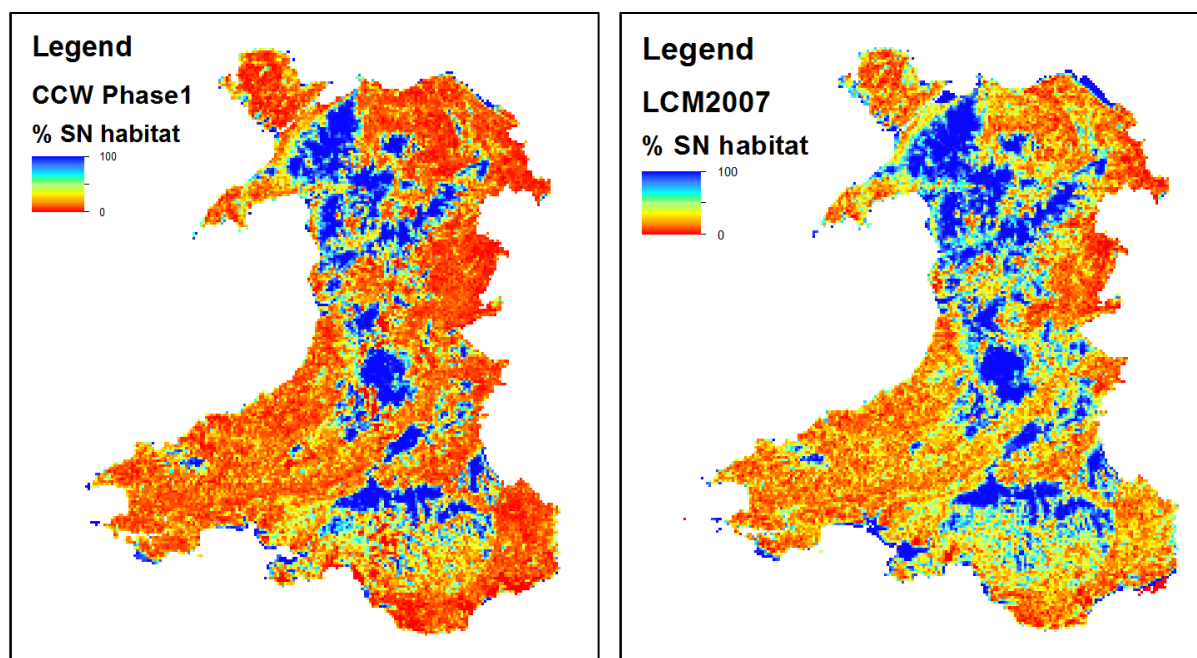 Legend
CCW Phase1
% SN habitat
100
0
Legend
LCM2007
% SN habitat
100
0